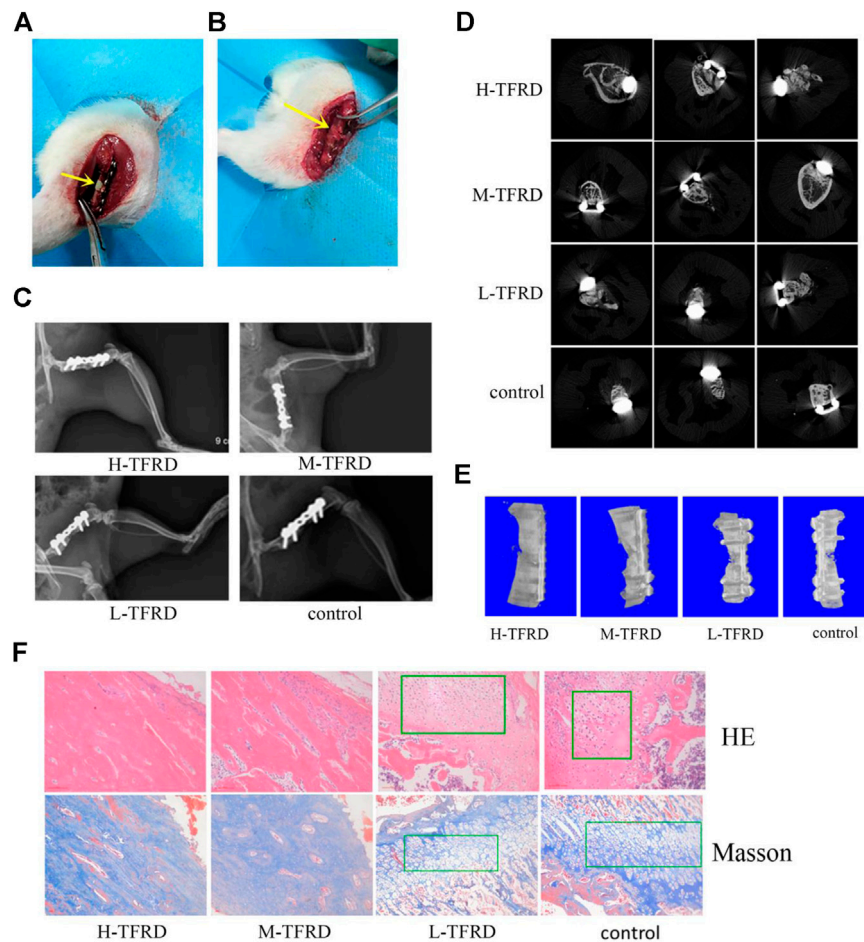 A
B
D
H-TFRD
M-TFRD
L-TFRD
control
C
9 cm
H-TFRD
M-TFRD
L-TFRD
control
E
H-TFRD
M-TFRD
L-TFRD
control
F
HE
Masson
H-TFRD
M-TFRD
L-TFRD
control